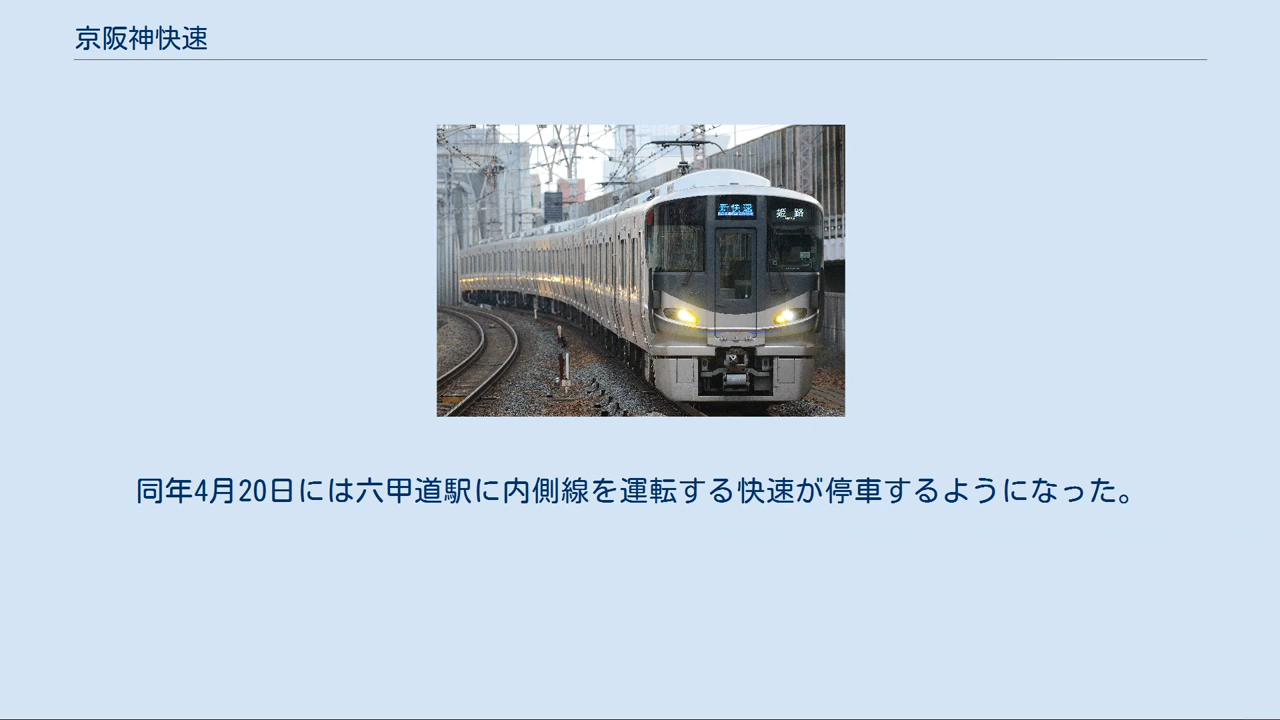 京阪神快速
新快速
姫路
同年4月20日には六甲道駅に内側線を運転する快速が停車するようになった。